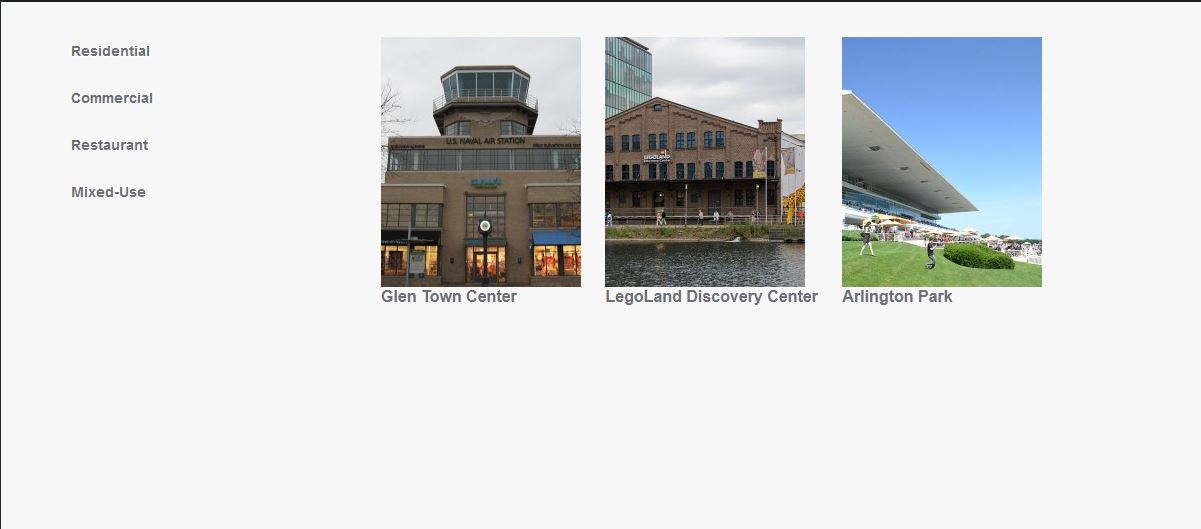 Residential
Commercial
Restaurant
Mixed-Use
U.S. NAVAL AIR STATION
LEGOLAND
Glen Town Center
LegoLand Discovery Center
Arlington Park